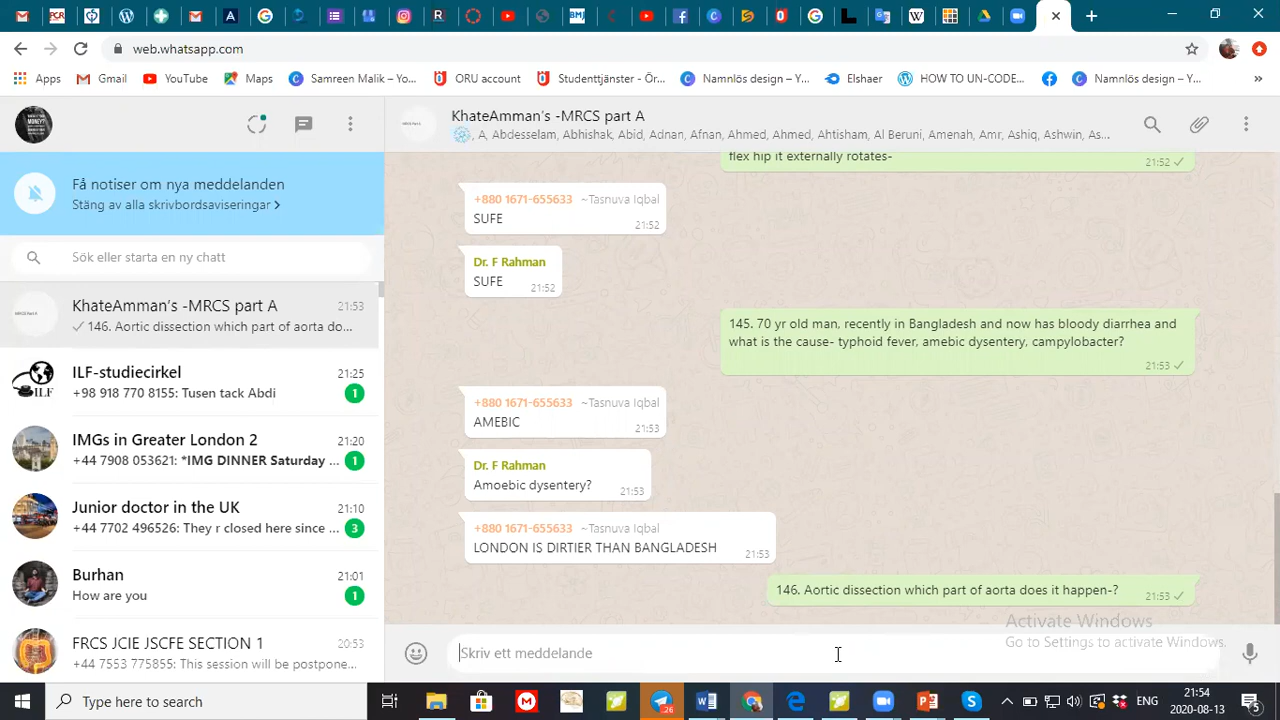 web.whatsapp.com
Apps
Gmail
YouTube
Maps
Samreen Malik – Yo...
ORU account
Studenttjänster - Ör...
Namnlös design – Y...
Elshaer
HOW TO UN-CODE...
Namnlös design – Y...
Få notiser om nya meddelanden
Stäng av alla skrivbordsaviseringar >
Sök eller starta en ny chatt
KhateAmman's -MRCS part A 21:53
146. Aortic dissection which part of aorta do...
ILF-studiecirkel 21:25
+98 918 770 8155: Tusen tack Abdi 1
IMGs in Greater London 2 21:20
+44 7908 053621: *IMG DINNER Saturday ... 1
Junior doctor in the UK 21:10
+44 7702 496526: They r closed here since ... 3
Burhan 21:01
How are you 1
FRCS JCIE JSCFE SECTION 1 20:53
+44 7553 775855: This session will be postpone...
KhateAmman's -MRCS part A
, A, Abdesselam, Abhishak, Abid, Adnan, Afnan, Ahmed, Ahmed, Ahtisham, Al Beruni, Amenah, Amr, Ashiq, Ashwin, As...
flex hip it externally rotates-
21:52
+880 1671-655633 ~Tasnuva Iqbal
SUFE
21:52
Dr. F Rahman
SUFE
21:52
145. 70 yr old man, recently in Bangladesh and now has bloody diarrhea and
what is the cause- typhoid fever, amebic dysentery, campylobacter?
21:53
+880 1671-655633 ~Tasnuva Iqbal
AMEBIC
21:53
Dr. F Rahman
Amoebic dysentery?
21:53
+880 1671-655633 ~Tasnuva Iqbal
LONDON IS DIRTIER THAN BANGLADESH
21:53
146. Aortic dissection which part of aorta does it happen-?
21:53
Activate Windows
Go to Settings to activate Windows.
Skriv ett meddelande
Type here to search
ENG
21:54
2020-08-13